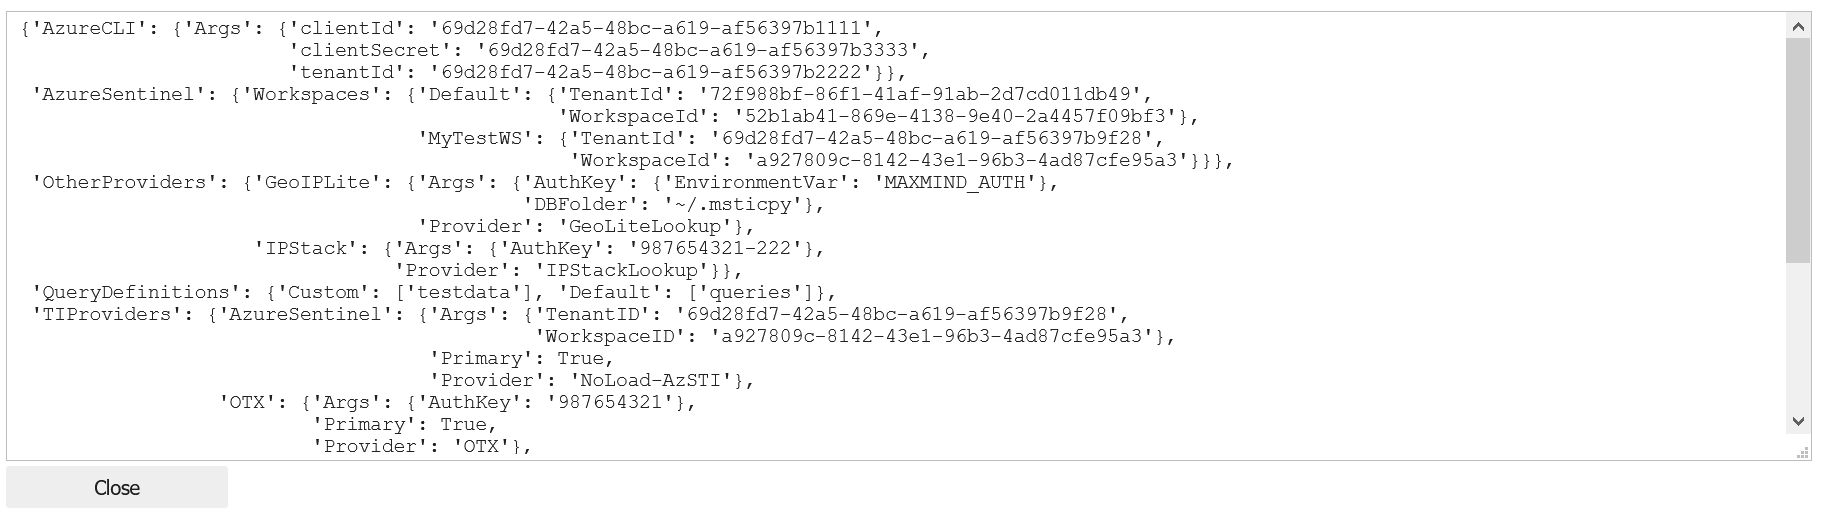 {'AzureCLI': {'Args': {'clientId': '69d28fd7-42a5-48bc-a619-af56397b1111',
'clientSecret': '69d28fd7-42a5-48bc-a619-af56397b3333',
'tenantId': '69d28fd7-42a5-48bc-a619-af56397b2222'}},
'AzureSentinel': {'Workspaces': {'Default': {'TenantId': '72f988bf-86f1-41af-91ab-2d7cd011db49',
'WorkspaceId': '52b1ab41-869e-4138-9e40-2a4457f09bf3'},
'MyTestWS': {'TenantId': '69d28fd7-42a5-48bc-a619-af56397b9f28',
'WorkspaceId': 'a927809c-8142-43e1-96b3-4ad87cfe95a3'}}},
'OtherProviders': {'GeoIPLite': {'Args': {'AuthKey': {'EnvironmentVar': 'MAXMIND_AUTH'},
'DBFolder': '~/.msticpy'},
'Provider': 'GeoLiteLookup'},
'IPStack': {'Args': {'AuthKey': '987654321-222'},
'Provider': 'IPStackLookup'}},
'QueryDefinitions': {'Custom': ['testdata'], 'Default': ['queries']},
'TIProviders': {'AzureSentinel': {'Args': {'TenantID': '69d28fd7-42a5-48bc-a619-af56397b9f28',
'WorkspaceID': 'a927809c-8142-43e1-96b3-4ad87cfe95a3'},
'Primary': True,
'Provider': 'NoLoad-AzSTI'},
'OTX': {'Args': {'AuthKey': '987654321'},
'Primary': True,
'Provider': 'OTX'},
Close